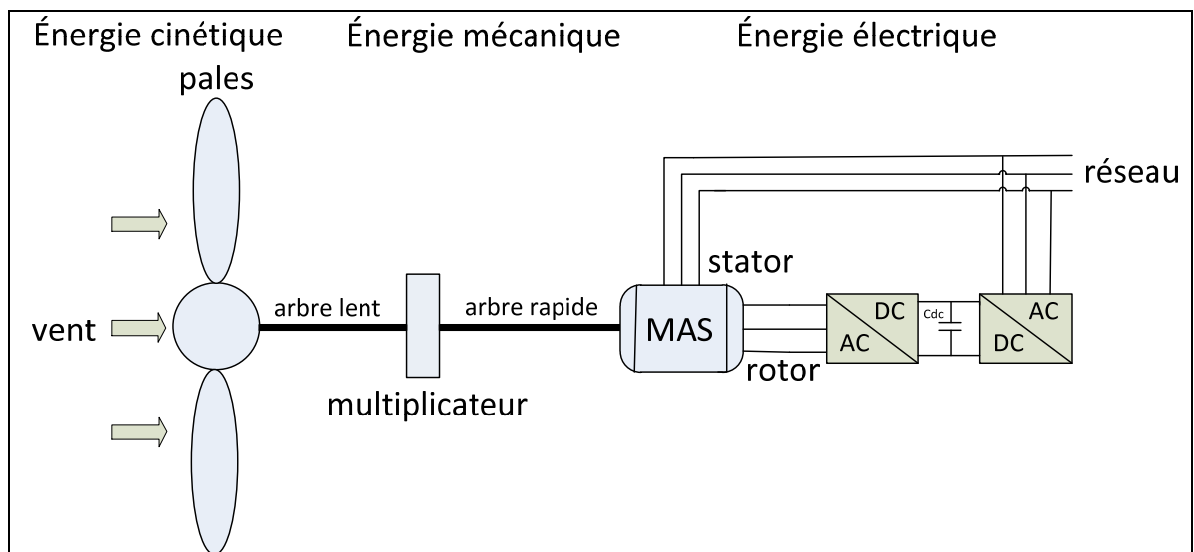 Énergie cinétique
Énergie mécanique
Énergie électrique
pales
réseau
stator
arbre lent
arbre rapide
vent
MAS
DC
AC
Cdc
AC
DC
rotor
multiplicateur